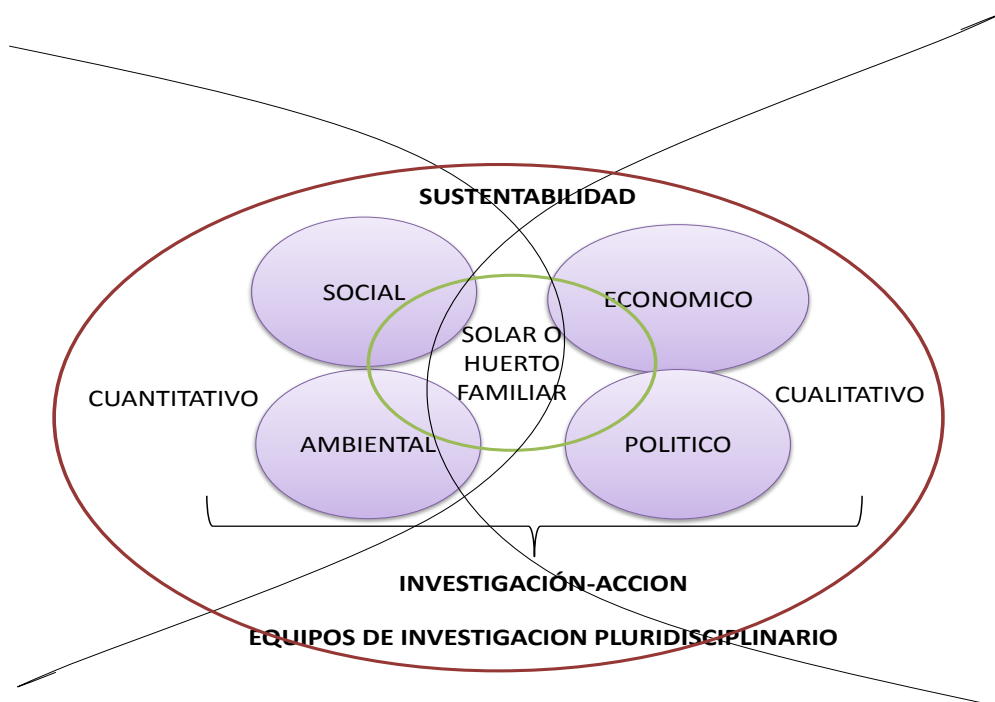 SUSTENTABILIDAD
SOCIAL
ECONOMICO
SOLAR O
HUERTO
FAMILIAR
CUANTITATIVO
CUALITATIVO
AMBIENTAL
POLITICO
INVESTIGACIÓN-ACCION
EQUIPOS DE INVESTIGACION PLURIDISCIPLINARIO